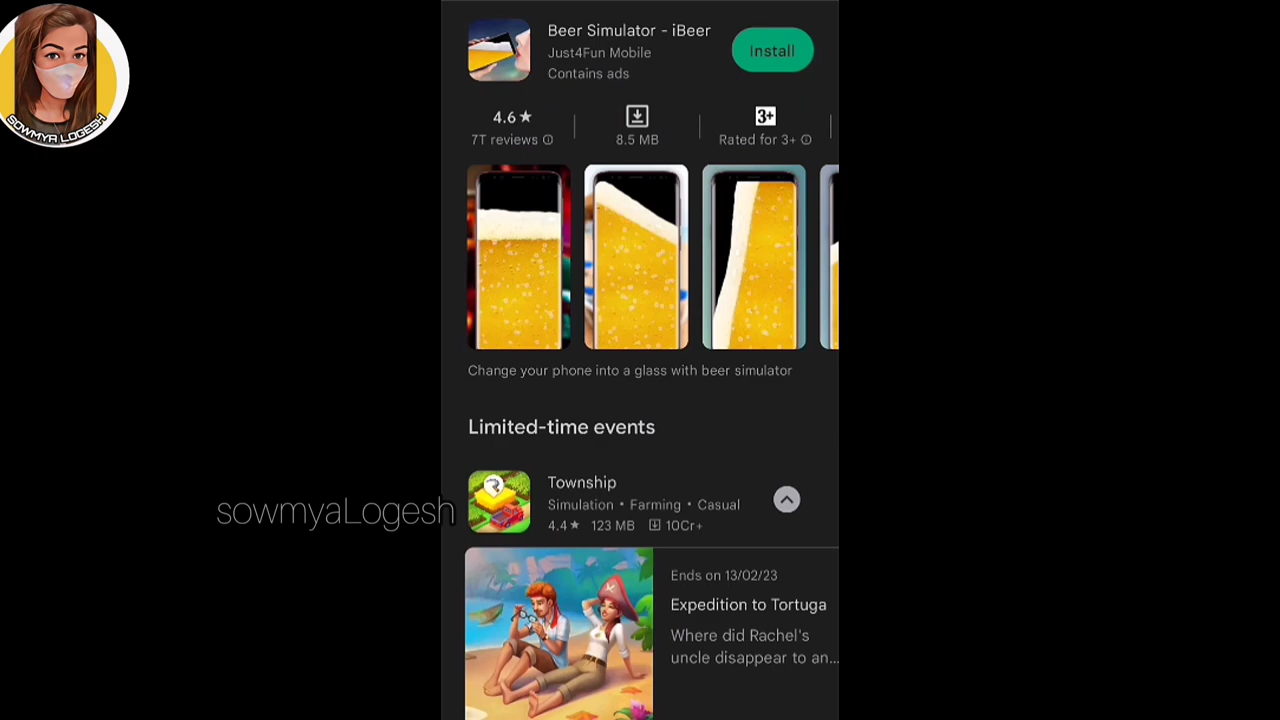 SOWMYA LOGESH
Beer Simulator - iBeer
Just4Fun Mobile
Contains ads
Install
4.6★
7T reviews
8.5 MB
3+
Rated for 3+
Change your phone into a glass with beer simulator
Limited-time events
Township
Simulation • Farming • Casual
4.4★ 123 MB 10Cr+
sowmyaLogesh
Ends on 13/02/23
Expedition to Tortuga
Where did Rachel's
uncle disappear to an...